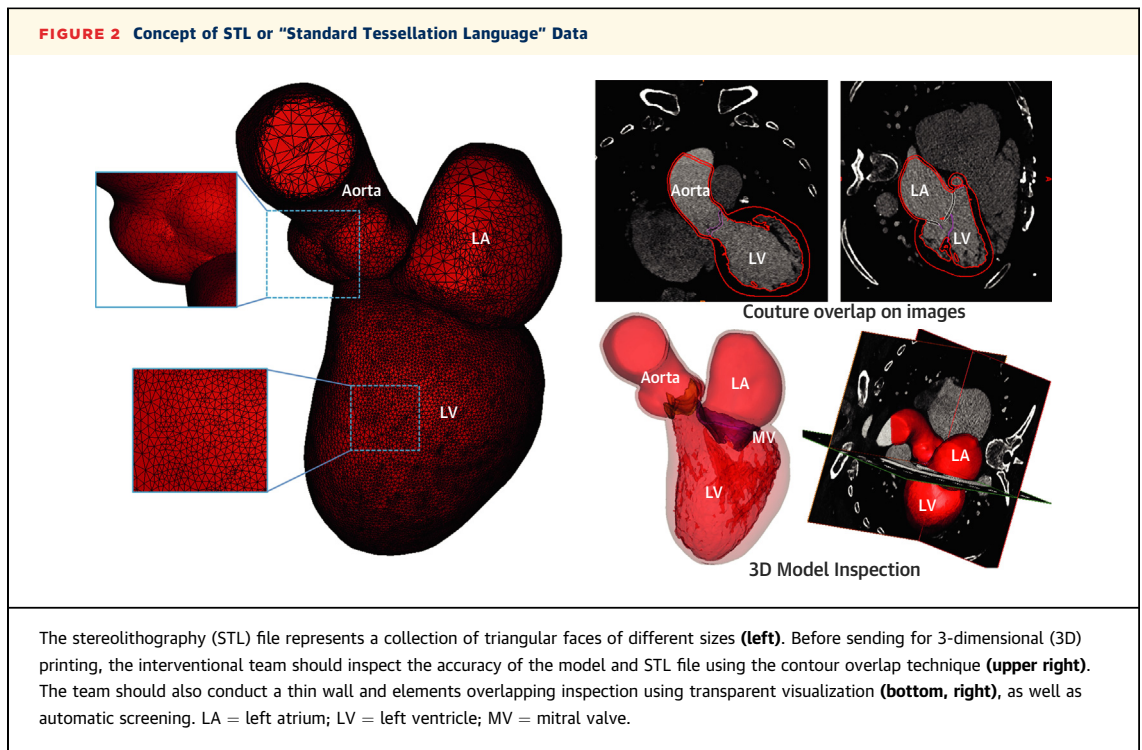 FIGURE 2 Concept of STL or “Standard Tessellation Language” Data
Aorta
LA
LV
Aorta
LV
LA
LV
Couture overlap on images
Aorta
LA
MV
LV
LA
LV
3D Model Inspection
The stereolithography (STL) file represents a collection of triangular faces of different sizes (left). Before sending for 3-dimensional (3D)
printing, the interventional team should inspect the accuracy of the model and STL file using the contour overlap technique (upper right).
The team should also conduct a thin wall and elements overlapping inspection using transparent visualization (bottom, right), as well as
automatic screening. LA = left atrium; LV = left ventricle; MV = mitral valve.